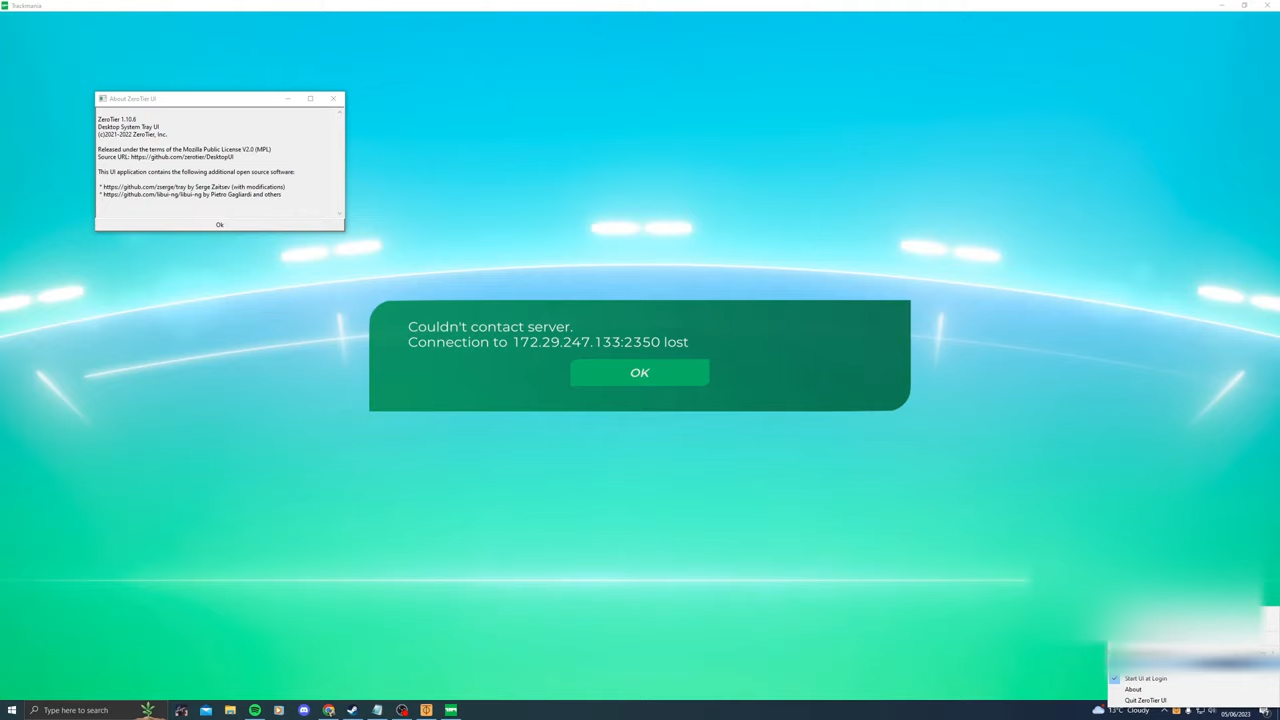 Trackmania
About ZeroTier UI
ZeroTier 1.10.6
Desktop System Tray UI
(c)2021-2022 ZeroTier, Inc.
Released under the terms of the Mozilla Public License V2.0 (MPL)
Source URL: https://github.com/zerotier/DesktopUI
This UI application contains the following additional open source software:
* https://github.com/zserge/tray by Serge Zaitsev (with modifications)
* https://github.com/libui-ng/libui-ng by Pietro Gagliardi and others
Ok
Couldn't contact server.
Connection to 172.29.247.133:2350 lost
OK
Start UI at Login
About
Quit ZeroTier UI
Type here to search
13°C Cloudy
05/06/2023